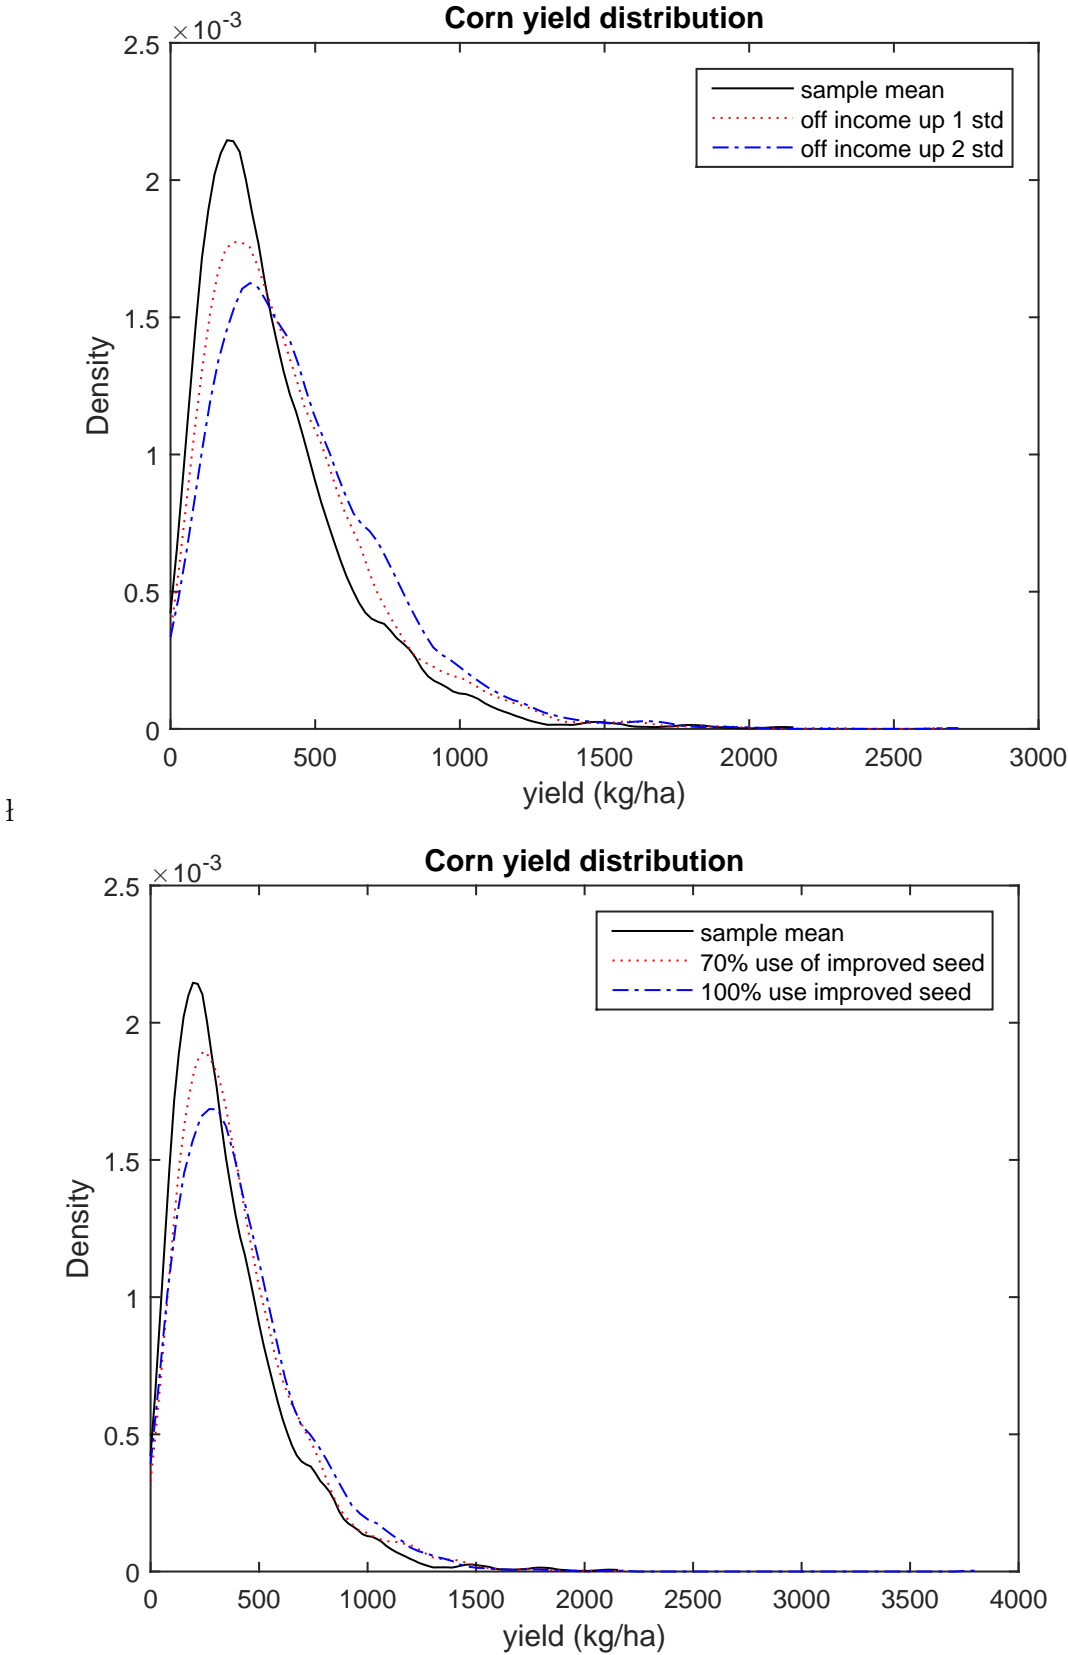 Corn yield distribution
×10-3
2.5
2
1.5
1
0.5
0
Density
sample mean
off income up 1 std
off income up 2 std
0 500 1000 1500 2000 2500 3000
yield (kg/ha)
ł
Corn yield distribution
×10-3
2.5
2
1.5
1
0.5
0
Density
sample mean
70% use of improved seed
100% use improved seed
0 500 1000 1500 2000 2500 3000 3500 4000
yield (kg/ha)